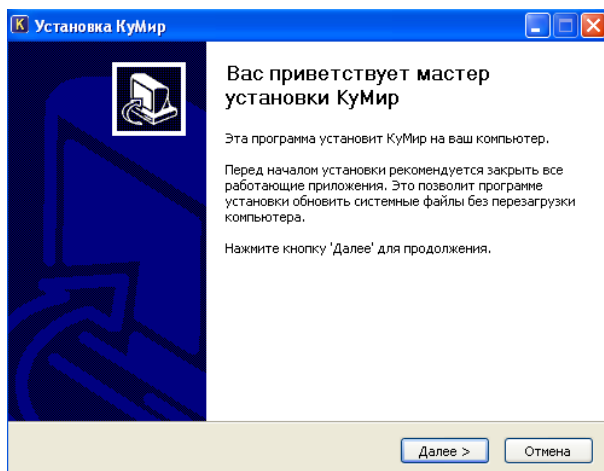 K Установка КуМир
Вас приветствует мастер
установки КуМир
Эта программа установит КуМир на ваш компьютер.
Перед началом установки рекомендуется закрыть все
работающие приложения. Это позволит программе
установки обновить системные файлы без перезагрузки
компьютера.
Нажмите кнопку 'Далее' для продолжения.
Далее > Отмена